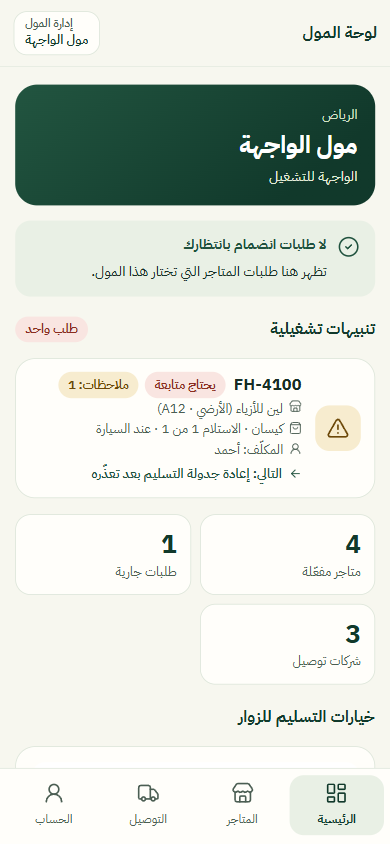 لوحة المول
إدارة المول
مول الواجهة
الرياض
مول الواجهة
الواجهة للتشغيل
لا طلبات انضمام بانتظارك
تظهر هنا طلبات المتاجر التي تختار هذا المول.
تنبيهات تشغيلية
طلب واحد
FH-4100 يحتاج متابعة ملاحظات: 1
لين للأزياء (الأرضي · A12)
كيسان · الاستلام 1 من 1 · عند السيارة
المكلّف: أحمد
← التالي: إعادة جدولة التسليم بعد تعذّره
4
متاجر مفعّلة
1
طلبات جارية
3
شركات توصيل
خيارات التسليم للزوار
الرئيسية
المتاجر
التوصيل
الحساب